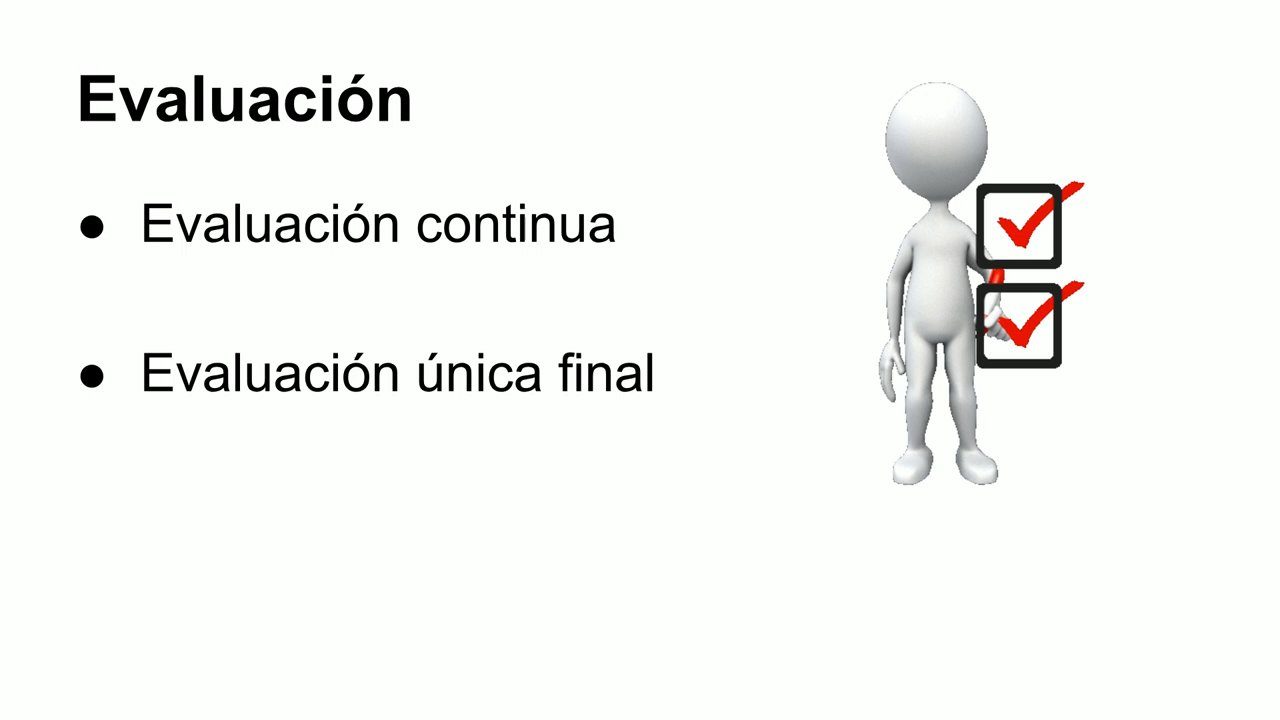 Evaluación
● Evaluación continua
● Evaluación única final